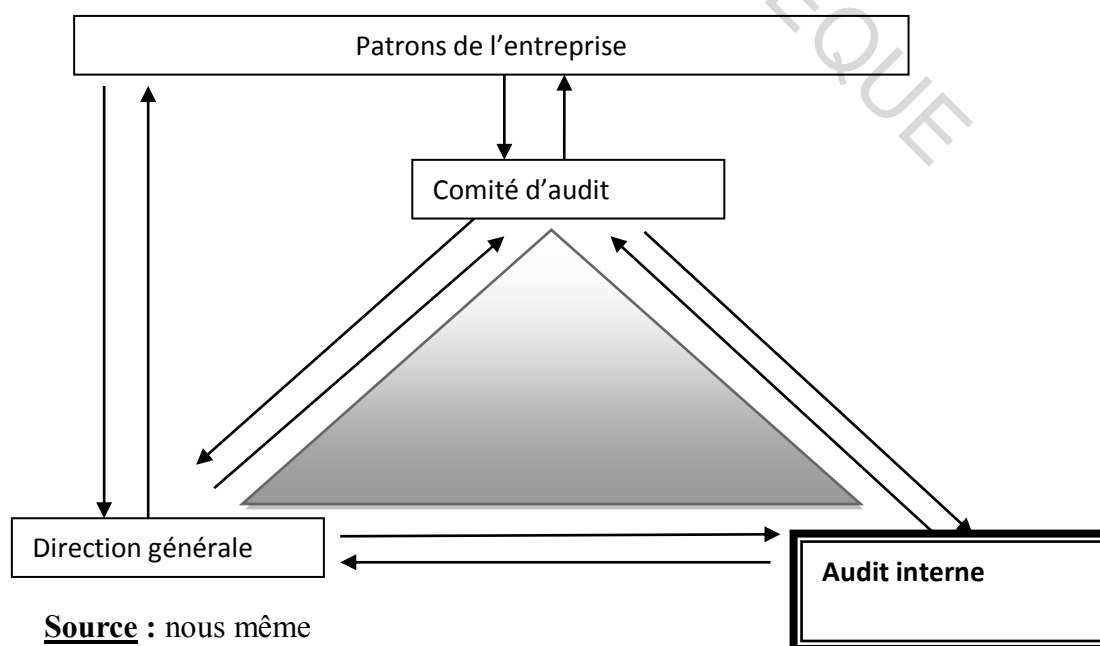 Patrons de l’entreprise
Comité d’audit
Direction générale
Audit interne
Source : nous même